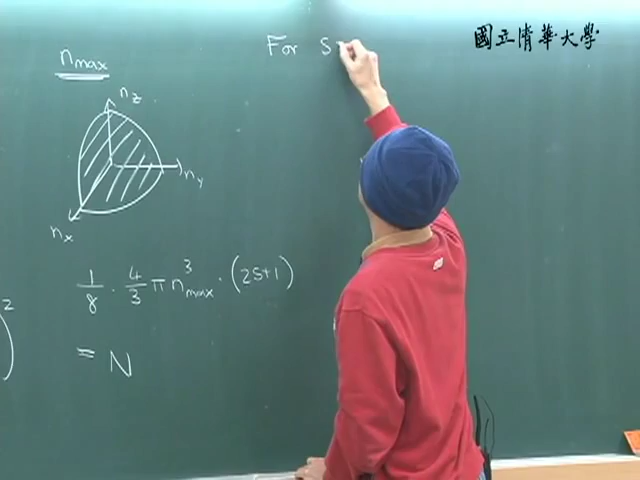 國立清華大學
For S
n_max
n_z
n_y
n_x
1/8 · 4/3 π n_max^3 · (2S+1)
)^2
= N